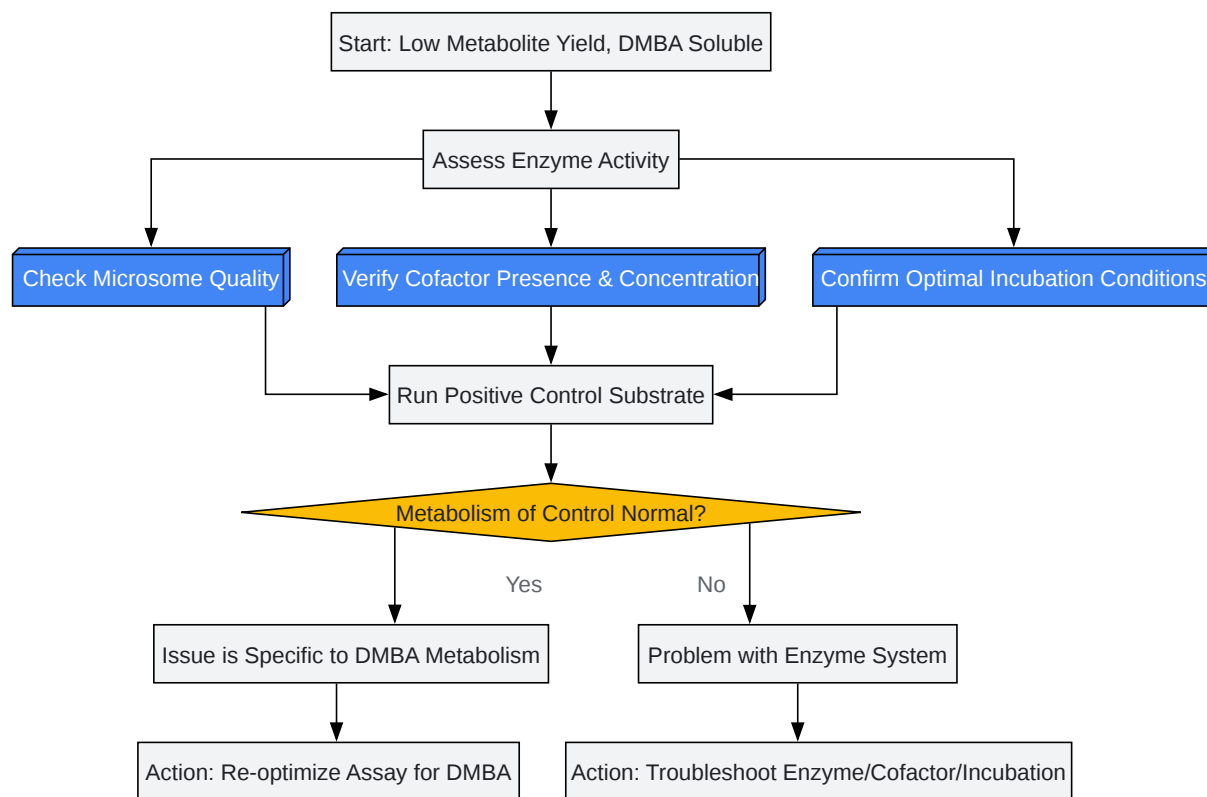 Start: Low Metabolite Yield, DMBA Soluble
Assess Enzyme Activity
Check Microsome Quality
Verify Cofactor Presence & Concentration
Confirm Optimal Incubation Conditions
Run Positive Control Substrate
Metabolism of Control Normal?
Yes
No
Issue is Specific to DMBA Metabolism
Problem with Enzyme System
Action: Re-optimize Assay for DMBA
Action: Troubleshoot Enzyme/Cofactor/Incubation